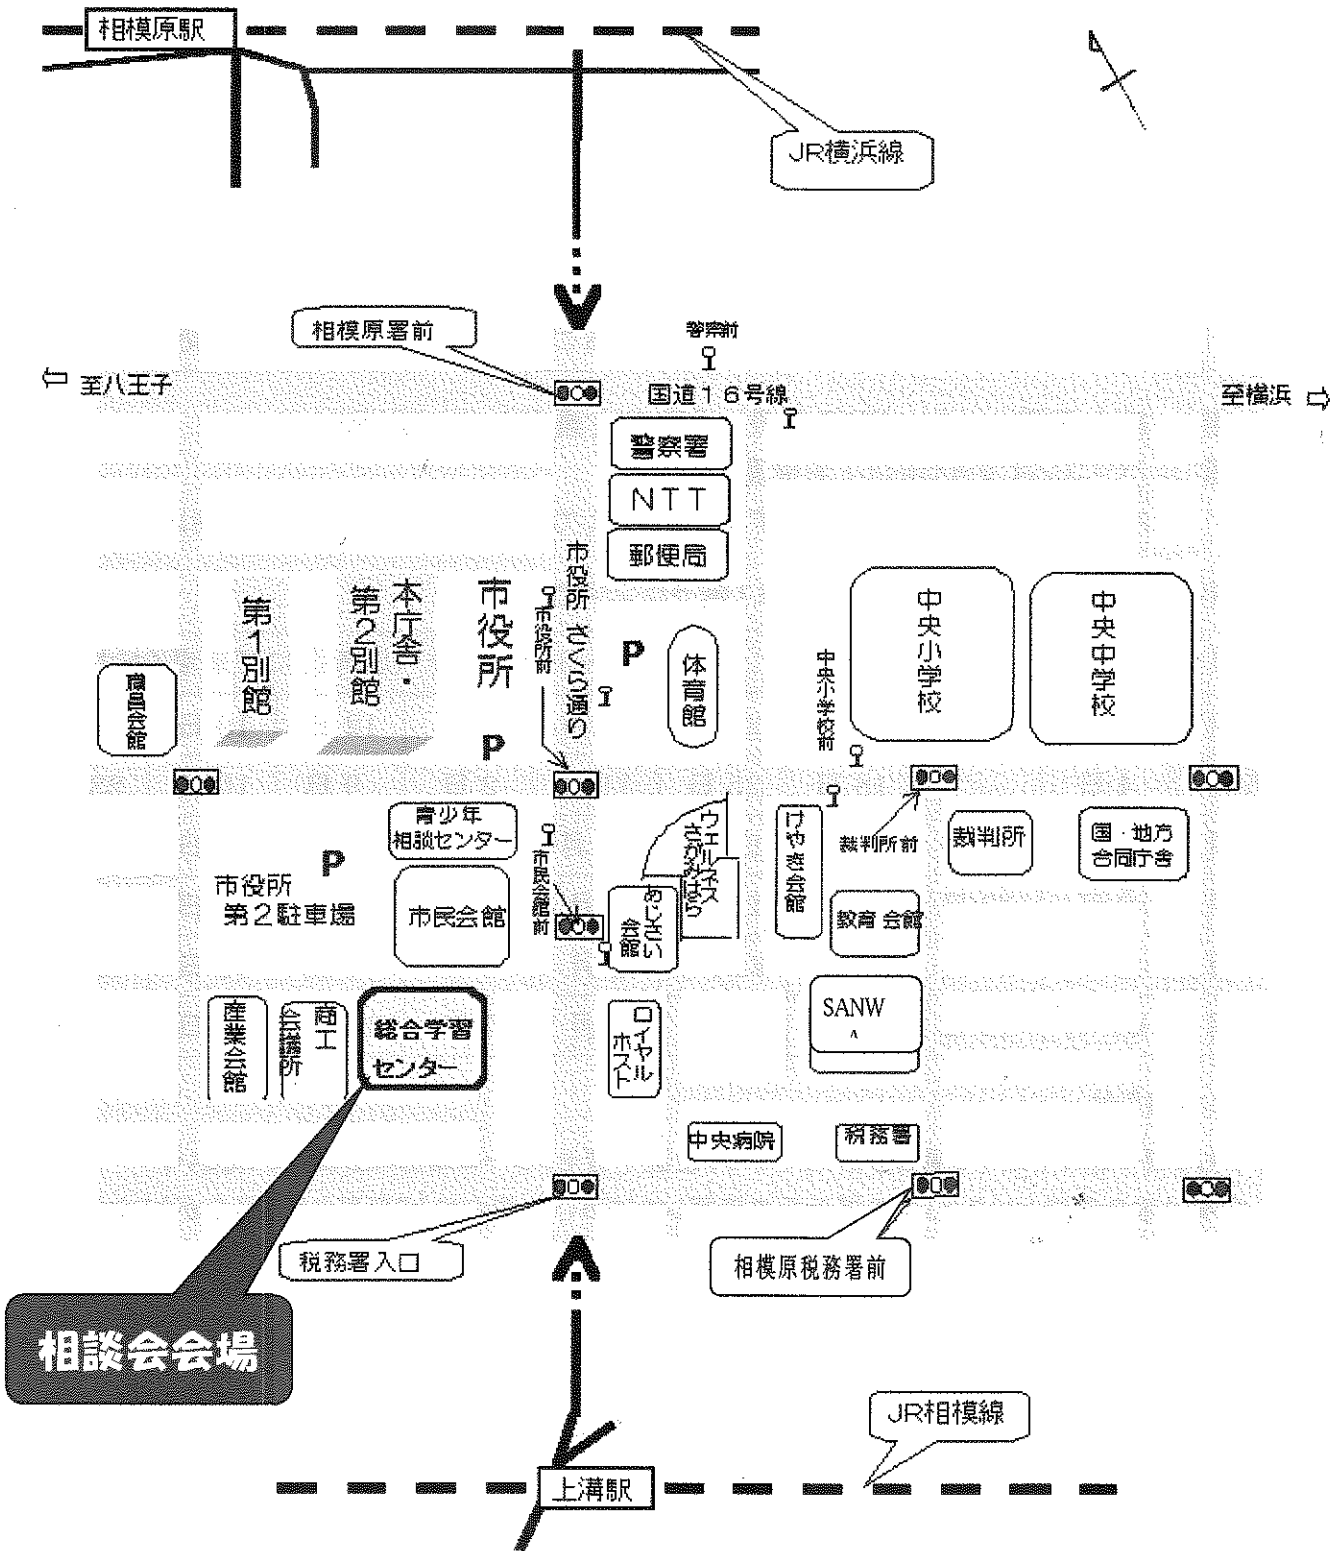 相模原駅
JR横浜線
相模原署前
警察前
至八王子
国道16号線
至横浜
警察署
NTT
郵便局
市役所 さくら通り
第1別館
本庁舎・
第2別館
市役所
市役所前
P
体育館
中央小学校
中央中学校
中央小学校前
職員会館
P
青少年
相談センター
P
市役所
第2駐車場
市民会館
市民会館前
ウェルネス
さがみはら
あじさい
会館
けやき会館
裁判所前
裁判所
国・地方
合同庁舎
教育会館
産業会館
商工
会議所
総合学習
センター
ロイヤル
ホスト
SANW
A
中央病院
税務署
税務署入口
相模原税務署前
相談会会場
JR相模線
上溝駅